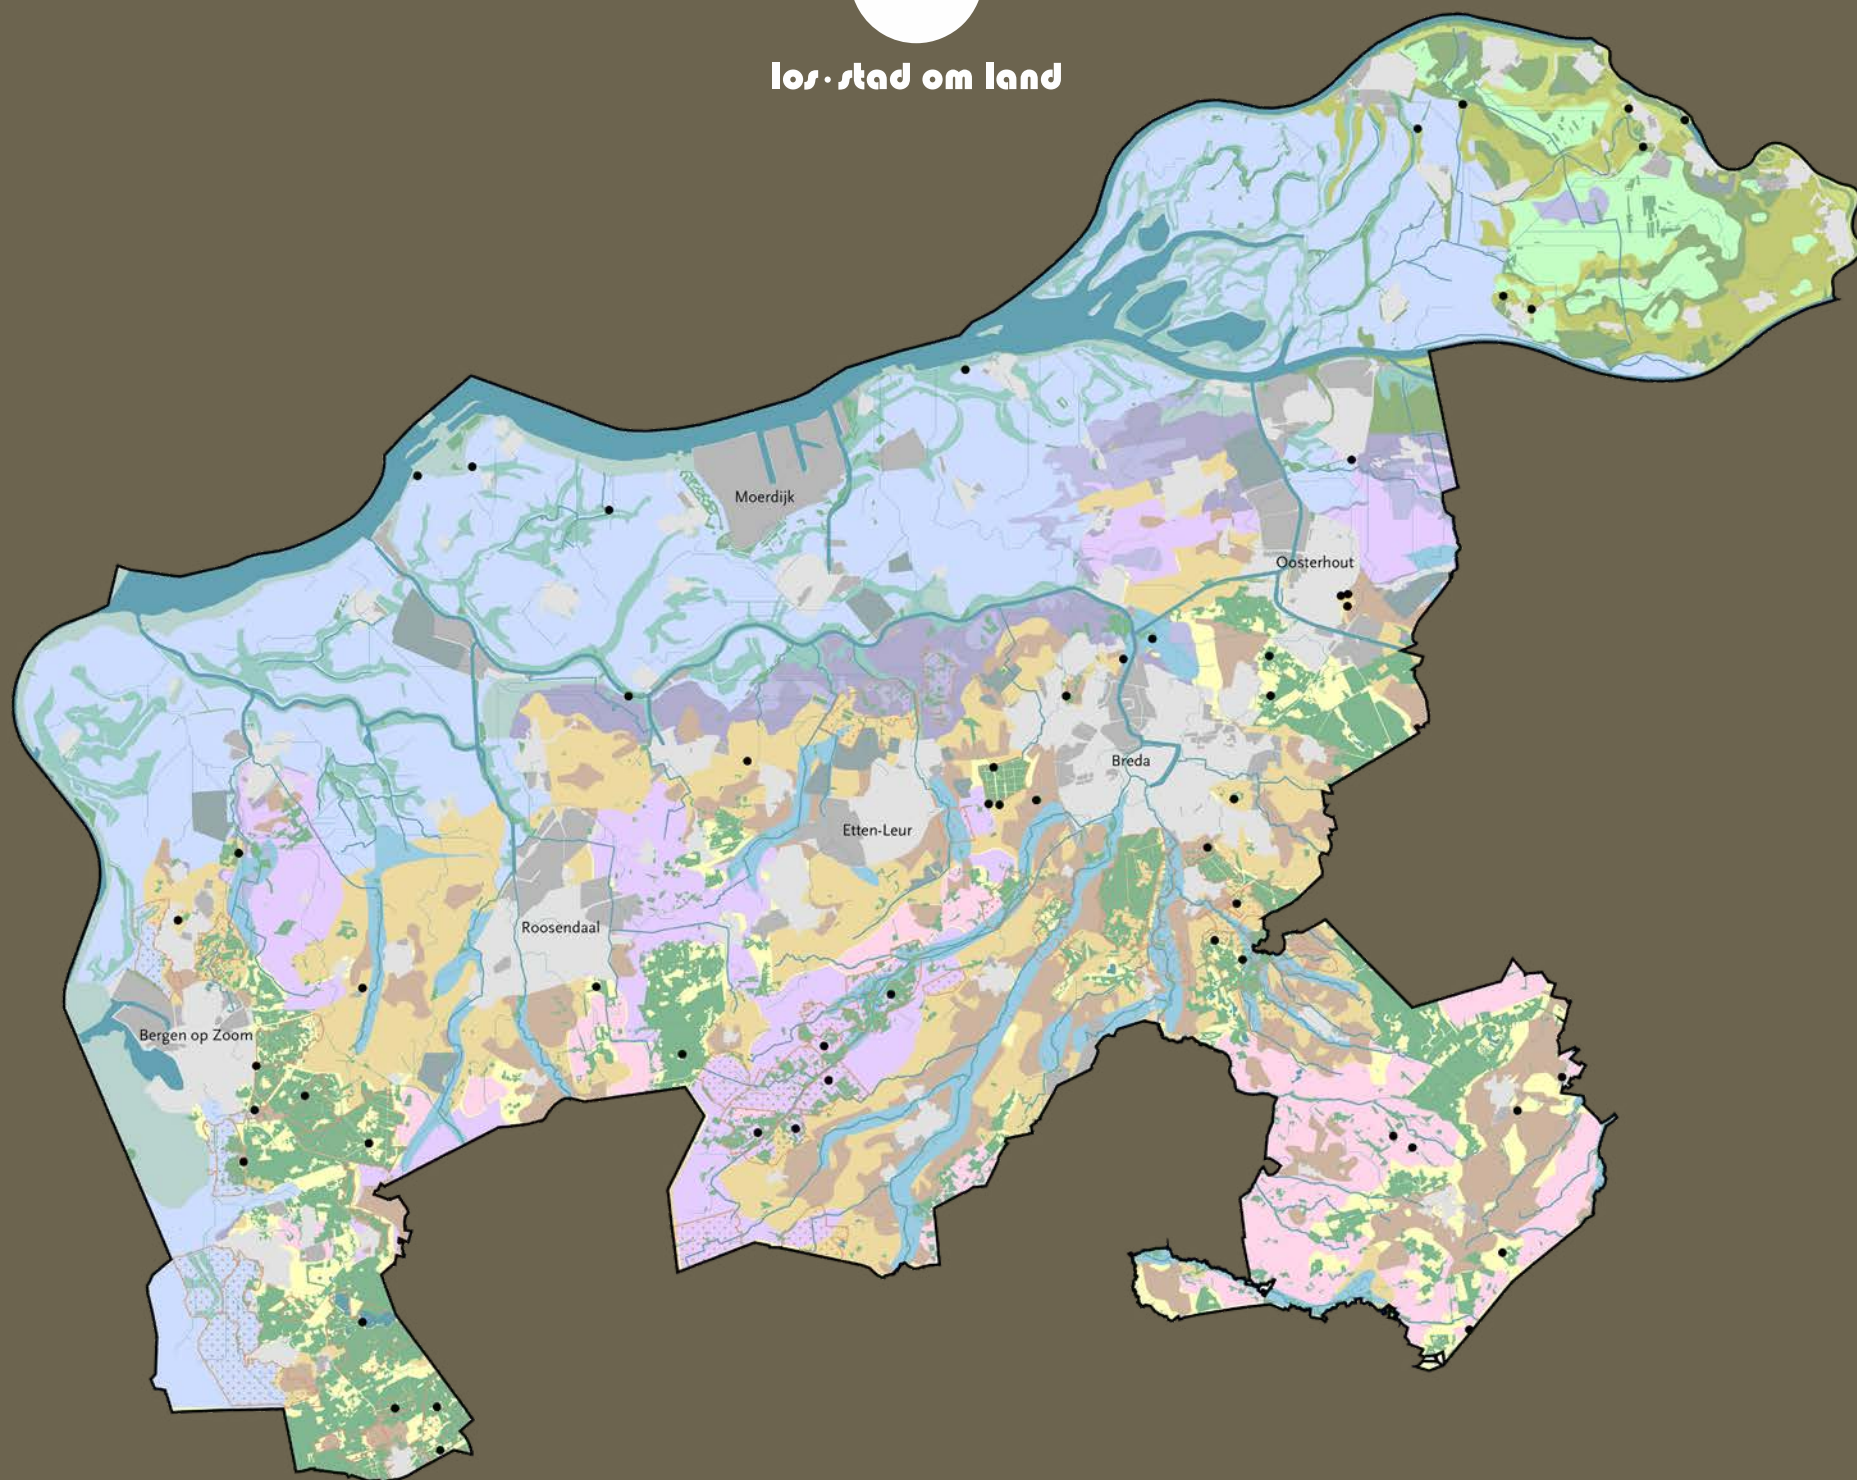 los·stad om land
Moerdijk
Oosterhout
Breda
Etten-Leur
Roosendaal
Bergen op Zoom